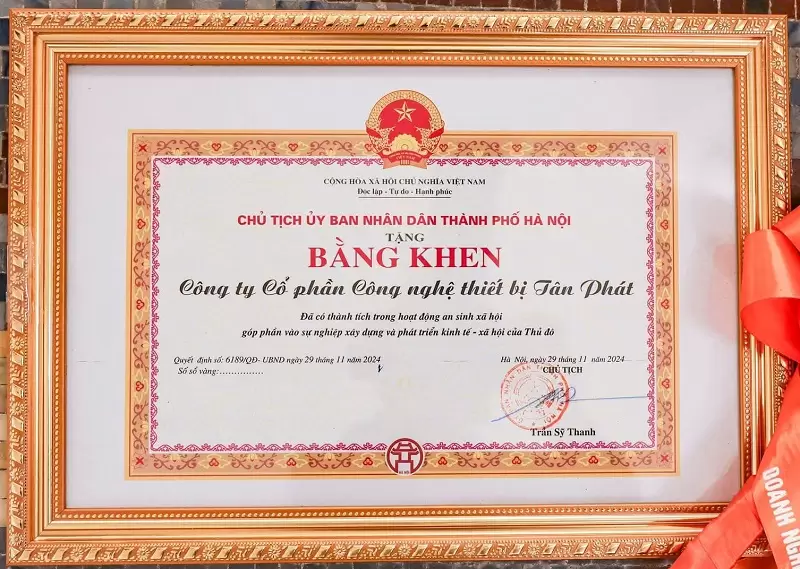 CỘNG HÒA XÃ HỘI CHỦ NGHĨA VIỆT NAM
Độc lập - Tự do - Hạnh phúc
CHỦ TỊCH ỦY BAN NHÂN DÂN THÀNH PHỐ HÀ NỘI
TẶNG
BẰNG KHEN
Công ty Cổ phần Công nghệ thiết bị Tân Phát
Đã có thành tích trong hoạt động an sinh xã hội
góp phần vào sự nghiệp xây dựng và phát triển kinh tế - xã hội của Thủ đô
Quyết định số: 6189/QĐ- UBND ngày 29 tháng 11 năm 2024
Số sổ vàng:...............
Hà Nội, ngày 29 tháng 11 năm 2024
CHỦ TỊCH
Trần Sỹ Thanh
HÀ NỘI
DOANH NGH